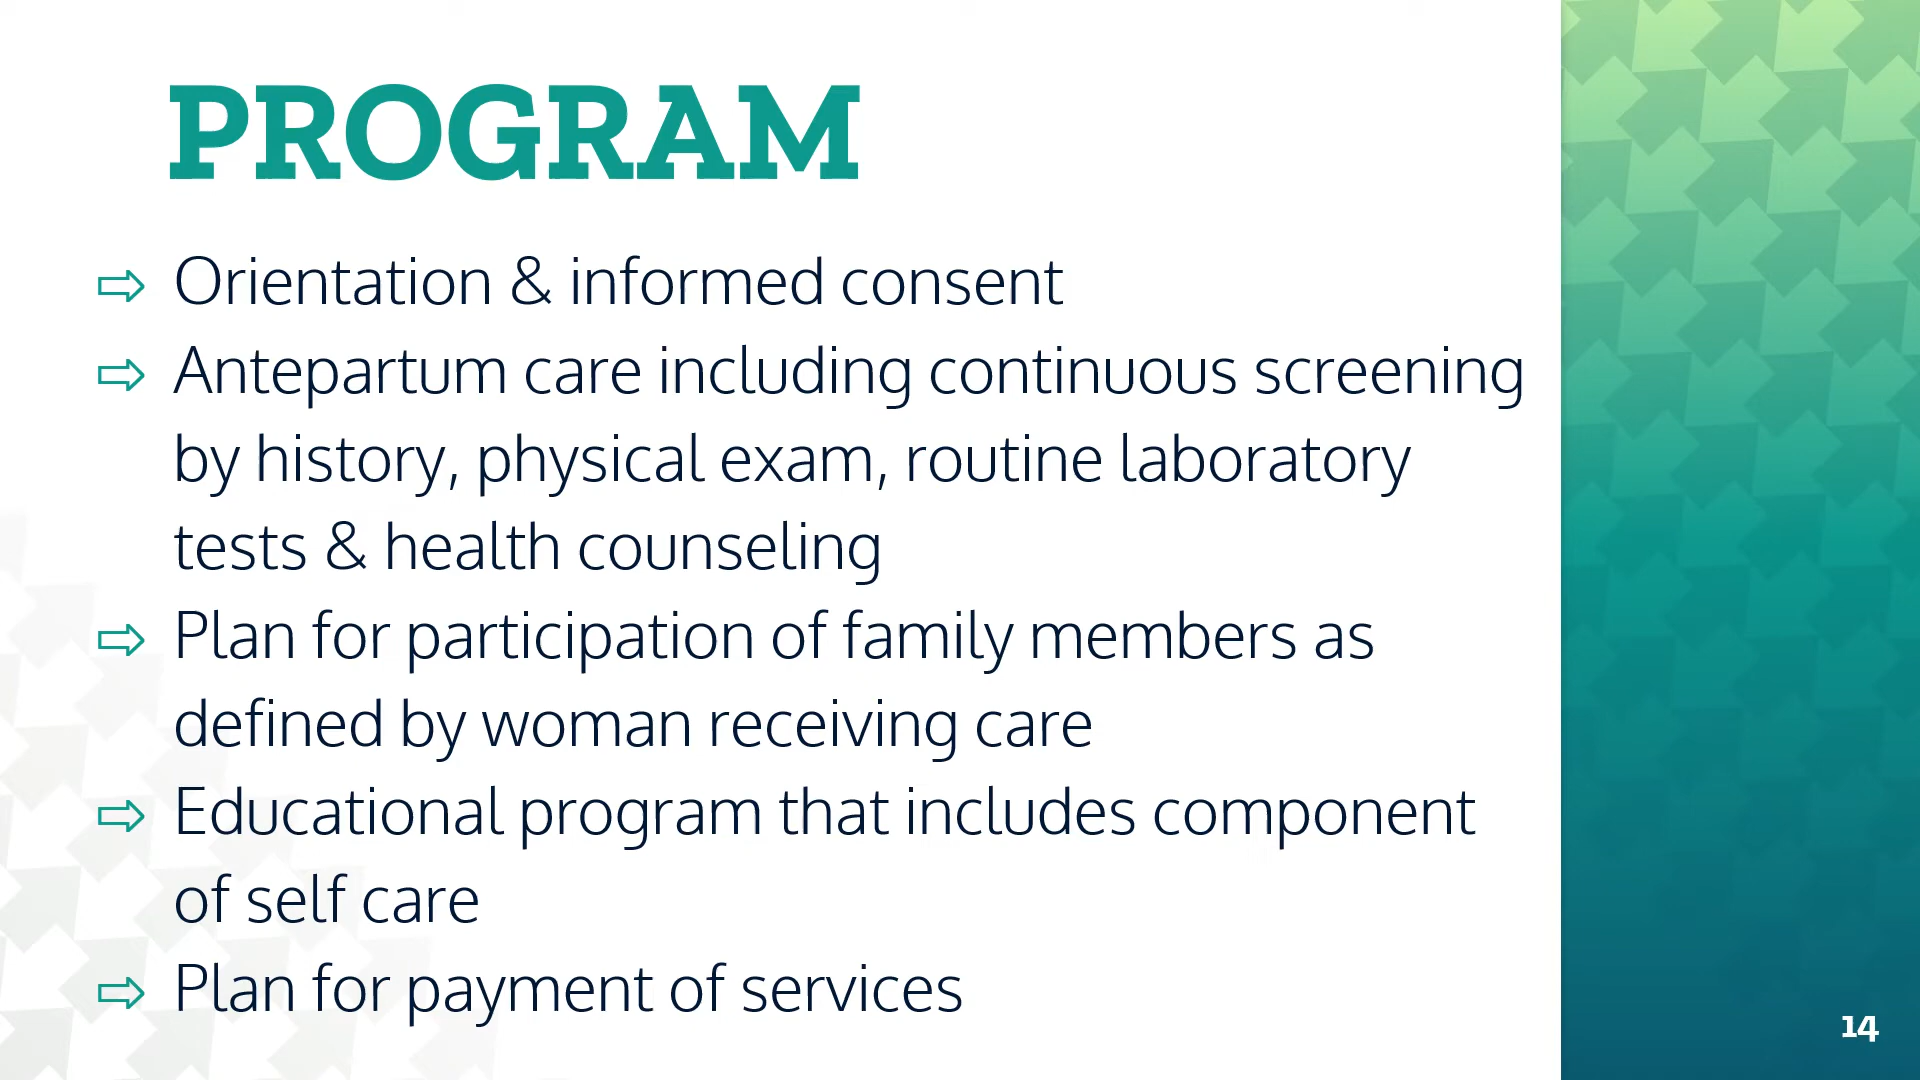 PROGRAM
⇨ Orientation & informed consent
⇨ Antepartum care including continuous screening
by history, physical exam, routine laboratory
tests & health counseling
⇨ Plan for participation of family members as
defined by woman receiving care
⇨ Educational program that includes component
of self care
⇨ Plan for payment of services
14